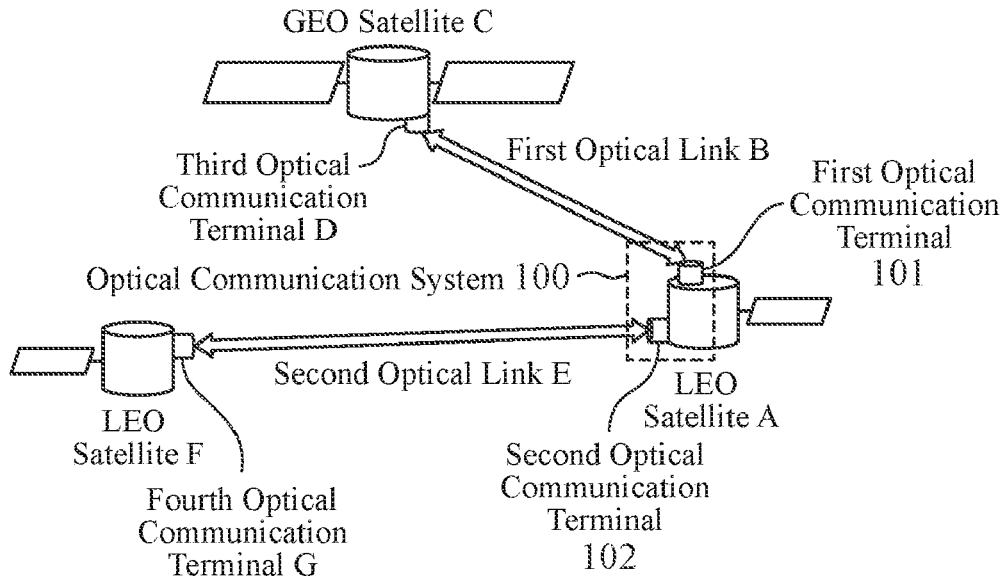 GEO Satellite C
First Optical Link B
Third Optical
Communication
Terminal D
First Optical
Communication
Terminal
101
Optical Communication System 100
Second Optical Link E
LEO
Satellite A
LEO
Satellite F
Second Optical
Communication
Terminal
102
Fourth Optical
Communication
Terminal G